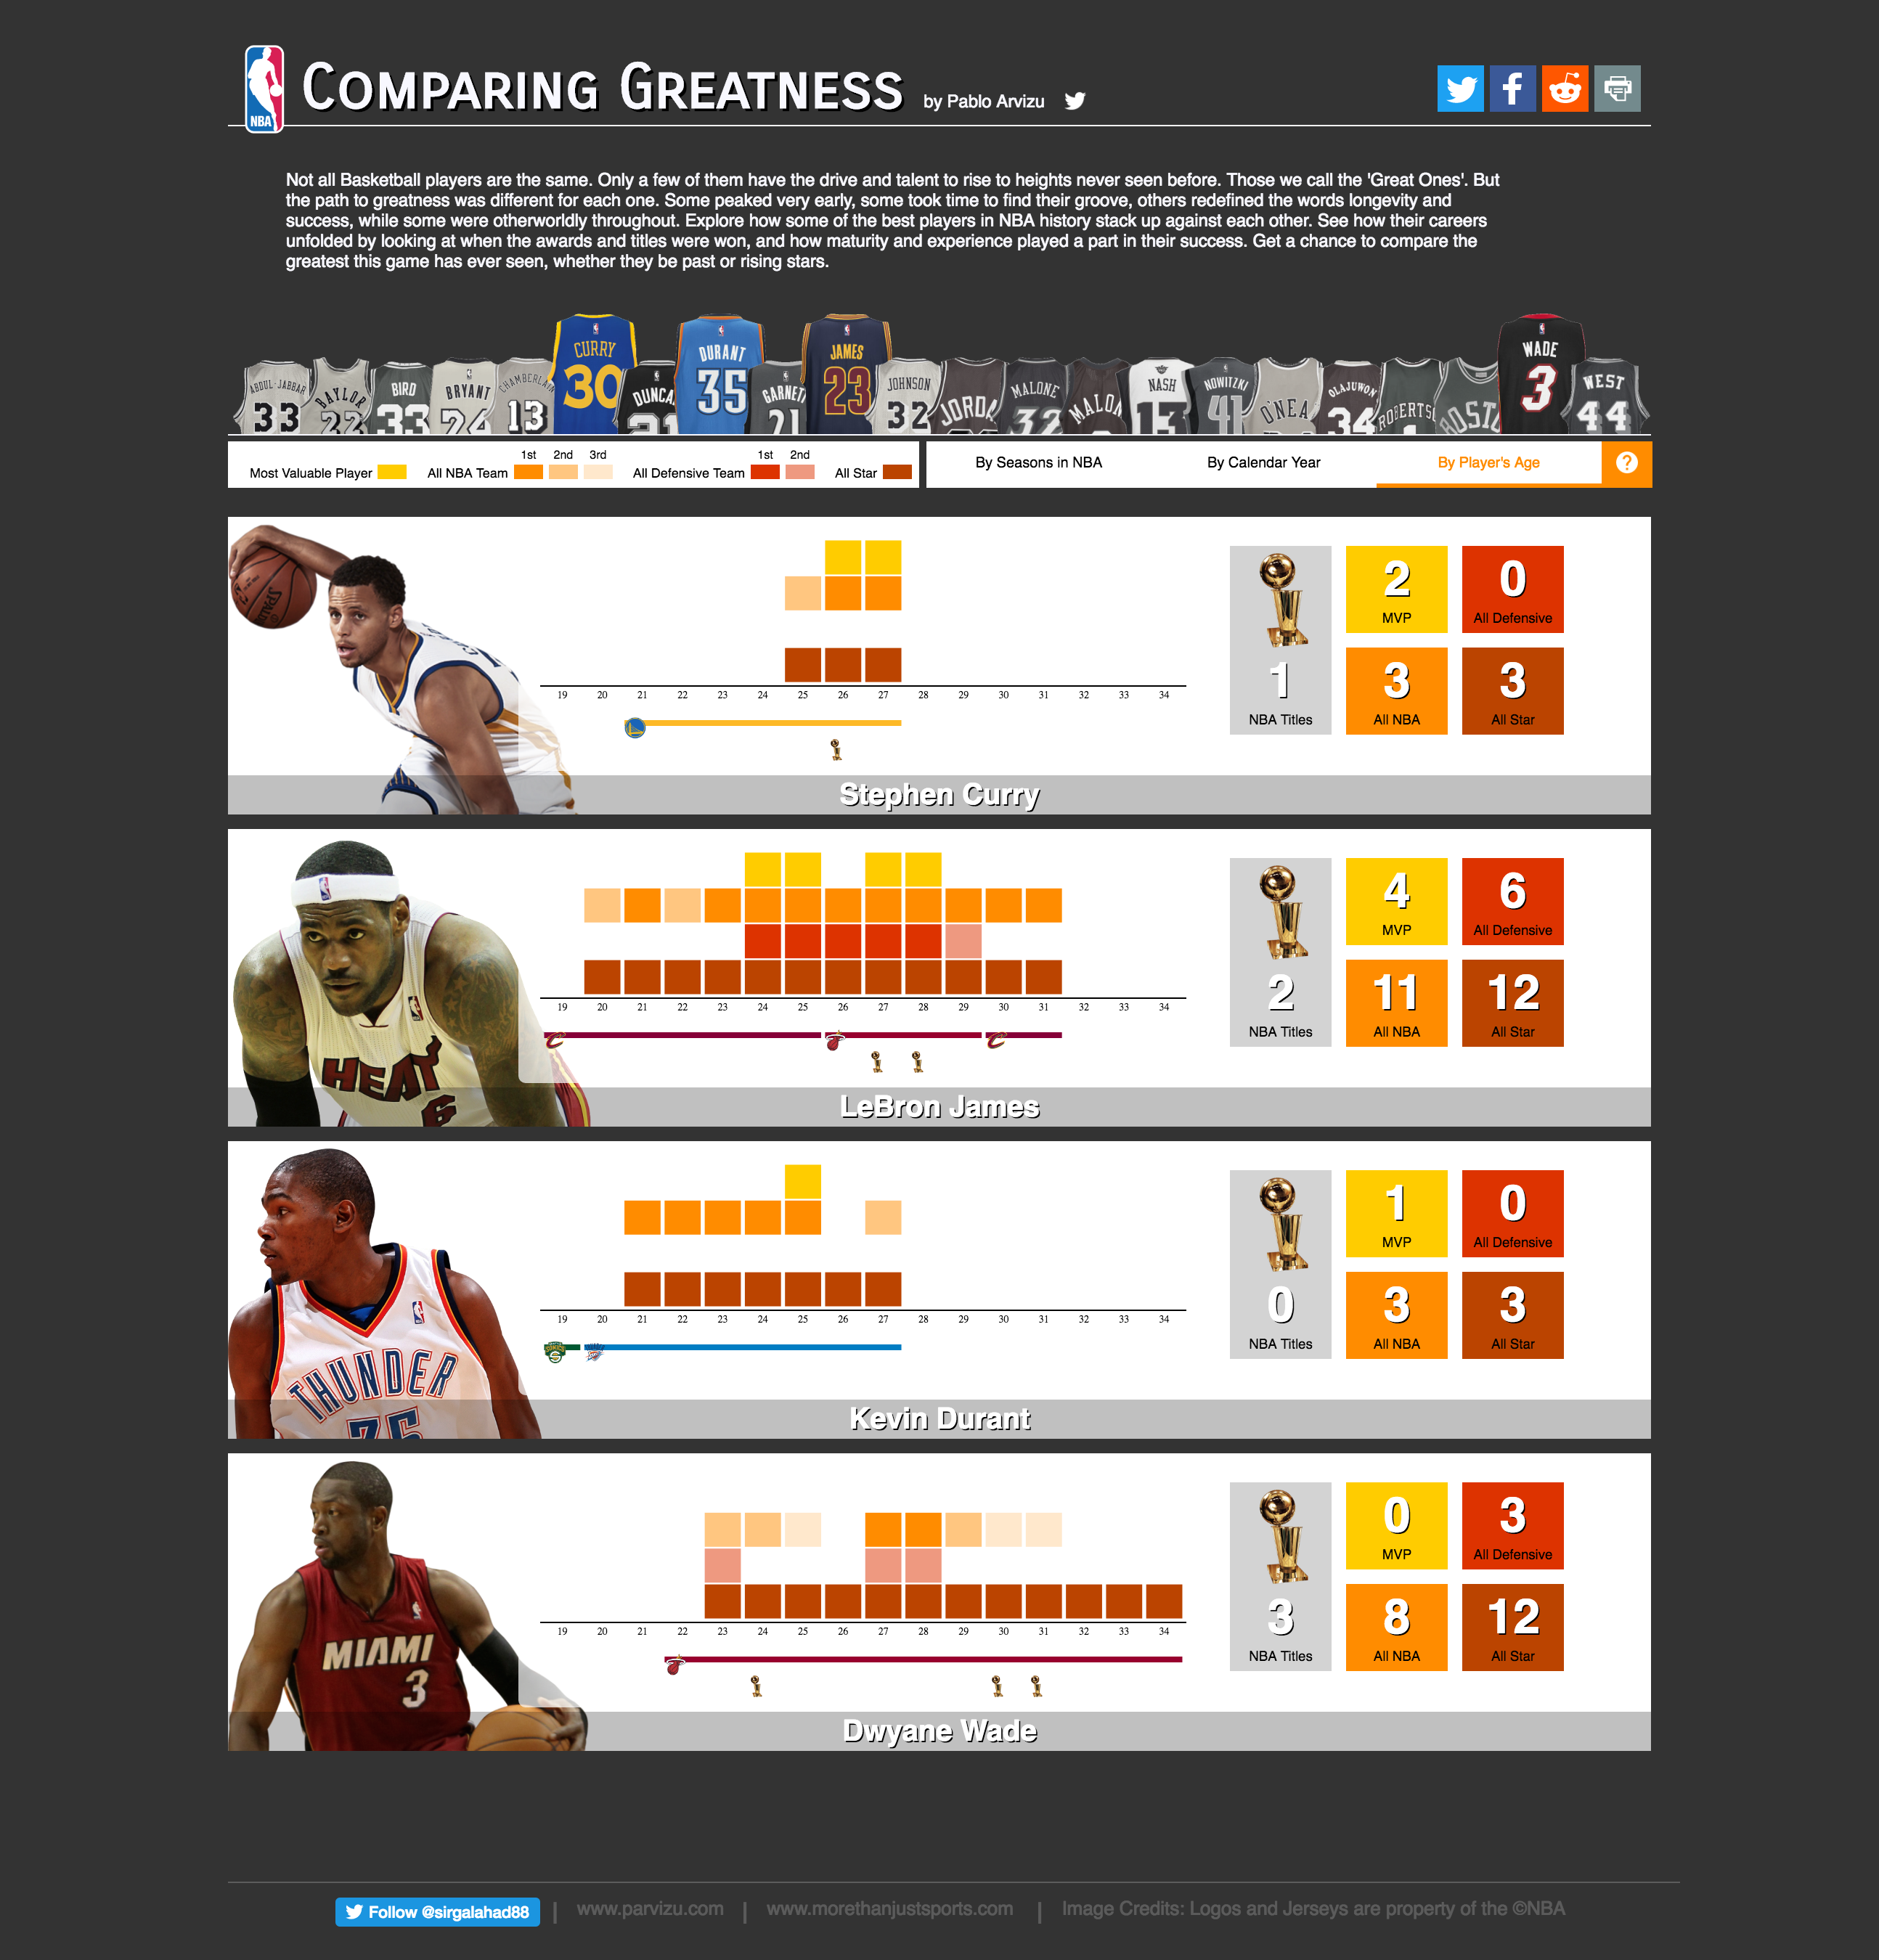 NBA
COMPARING GREATNESS by Pablo Arvizu
Not all Basketball players are the same. Only a few of them have the drive and talent to rise to heights never seen before. Those we call the 'Great Ones'. But
the path to greatness was different for each one. Some peaked very early, some took time to find their groove, others redefined the words longevity and
success, while some were otherworldly throughout. Explore how some of the best players in NBA history stack up against each other. See how their careers
unfolded by looking at when the awards and titles were won, and how maturity and experience played a part in their success. Get a chance to compare the
greatest this game has ever seen, whether they be past or rising stars.
ABDUL-JABBAR 33
BAYLOR 22
BIRD 33
BRYANT 24
CHAMBERLAIN 13
CURRY 30
DUNCA 21
DURANT 35
GARNET 21
JAMES 23
JOHNSON 32
JORDA
MALONE 32
MALON
NASH 13
NOWITZKI 41
O'NEA
OLAJUWON 34
ROBERTS 1
BOST
WADE 3
WEST 44
1st 2nd 3rd 1st 2nd
Most Valuable Player All NBA Team All Defensive Team All Star
By Seasons in NBA By Calendar Year By Player's Age ?
SPALD
19 20 21 22 23 24 25 26 27 28 29 30 31 32 33 34
2 MVP
0 All Defensive
1 NBA Titles
3 All NBA
3 All Star
Stephen Curry
HEAT
6
19 20 21 22 23 24 25 26 27 28 29 30 31 32 33 34
4 MVP
6 All Defensive
2 NBA Titles
11 All NBA
12 All Star
LeBron James
THUNDER
35
19 20 21 22 23 24 25 26 27 28 29 30 31 32 33 34
1 MVP
0 All Defensive
0 NBA Titles
3 All NBA
3 All Star
Kevin Durant
MIAMI
3
19 20 21 22 23 24 25 26 27 28 29 30 31 32 33 34
0 MVP
3 All Defensive
3 NBA Titles
8 All NBA
12 All Star
Dwyane Wade
Follow @sirgalahad88 | www.parvizu.com | www.morethanjustsports.com | Image Credits: Logos and Jerseys are property of the ©NBA